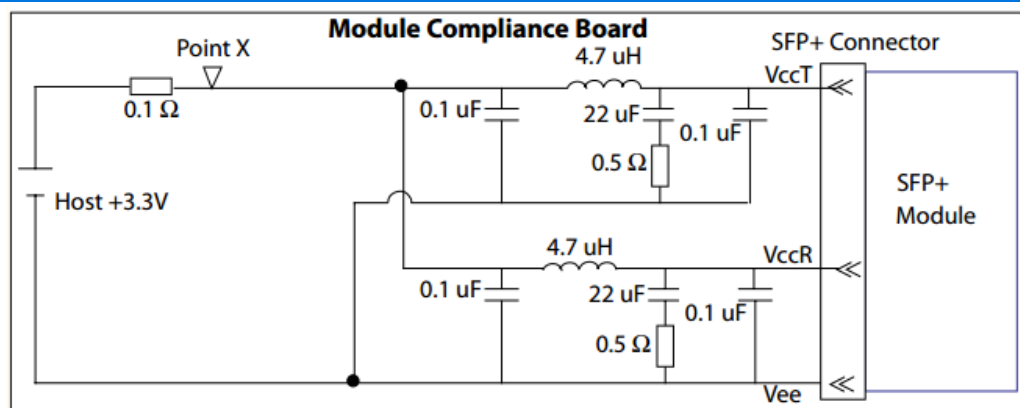 Module Compliance Board
Point X
SFP+ Connector
4.7 uH
VccT
0.1 Ω
0.1 uF
22 uF
0.1 uF
0.5 Ω
Host +3.3V
SFP+
Module
4.7 uH
VccR
0.1 uF
22 uF
0.1 uF
0.5 Ω
Vee